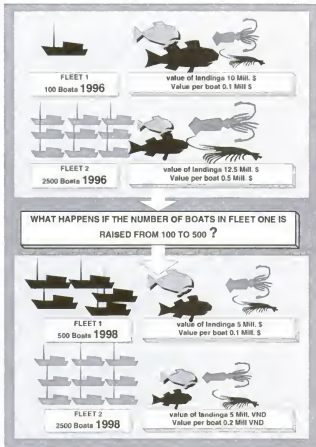 FLEET 1
100 Boats 1996
value of landings 10 Mill. $
Value per boat 0.1 Mill $
FLEET 2
2500 Boats 1996
value of landings 12.5 Mill. $
Value per boat 0.5 Mill. $
WHAT HAPPENS IF THE NUMBER OF BOATS IN FLEET ONE IS
RAISED FROM 100 TO 500 ?
FLEET 1
500 Boats 1998
value of landings 5 Mill. $
Value per boat 0.1 Mill. $
FLEET 2
2500 Boats 1998
value of landings 5 Mill. VND
Value per boat 0.2 Mill VND